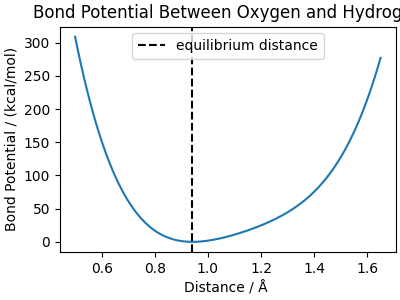 Bond Potential Between Oxygen and Hydrog
equilibrium distance
Bond Potential / (kcal/mol)
300
250
200
150
100
50
0
0.6 0.8 1.0 1.2 1.4 1.6
Distance / Å